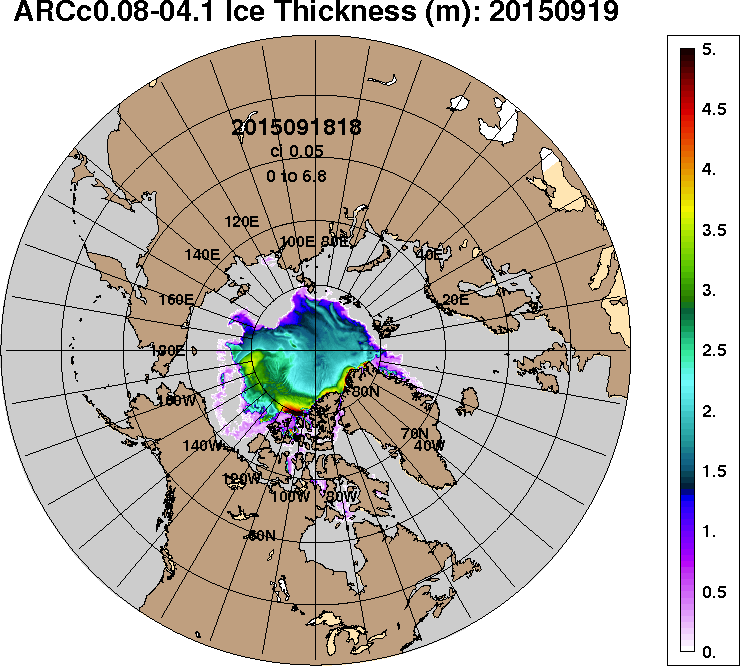 ARCc0.08-04.1 Ice Thickness (m): 20150919
5.
4.5
4.
3.5
3.
2.5
2.
1.5
1.
0.5
0.
2015091818
ci 0.05
0 to 6.8
120E
100E
80E
140E
40E
160E
20E
180E
160W
80N
140W
70N
40W
120W
100W
80W
60N